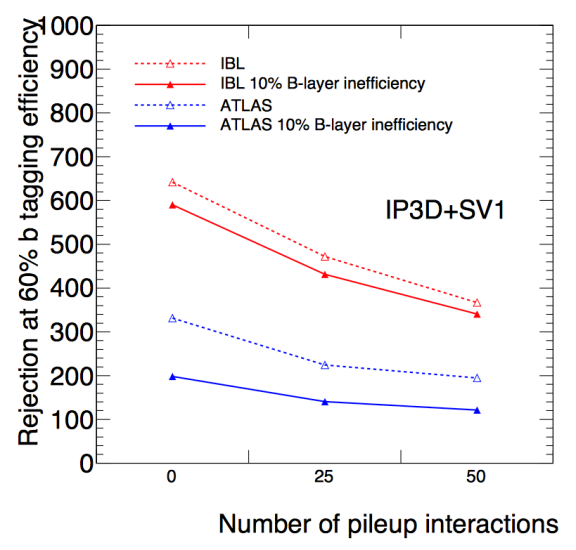 Rejection at 60% b tagging efficiency
1000
900
800
700
600
500
400
300
200
100
0
IBL
IBL 10% B-layer inefficiency
ATLAS
ATLAS 10% B-layer inefficiency
IP3D+SV1
0 25 50
Number of pileup interactions